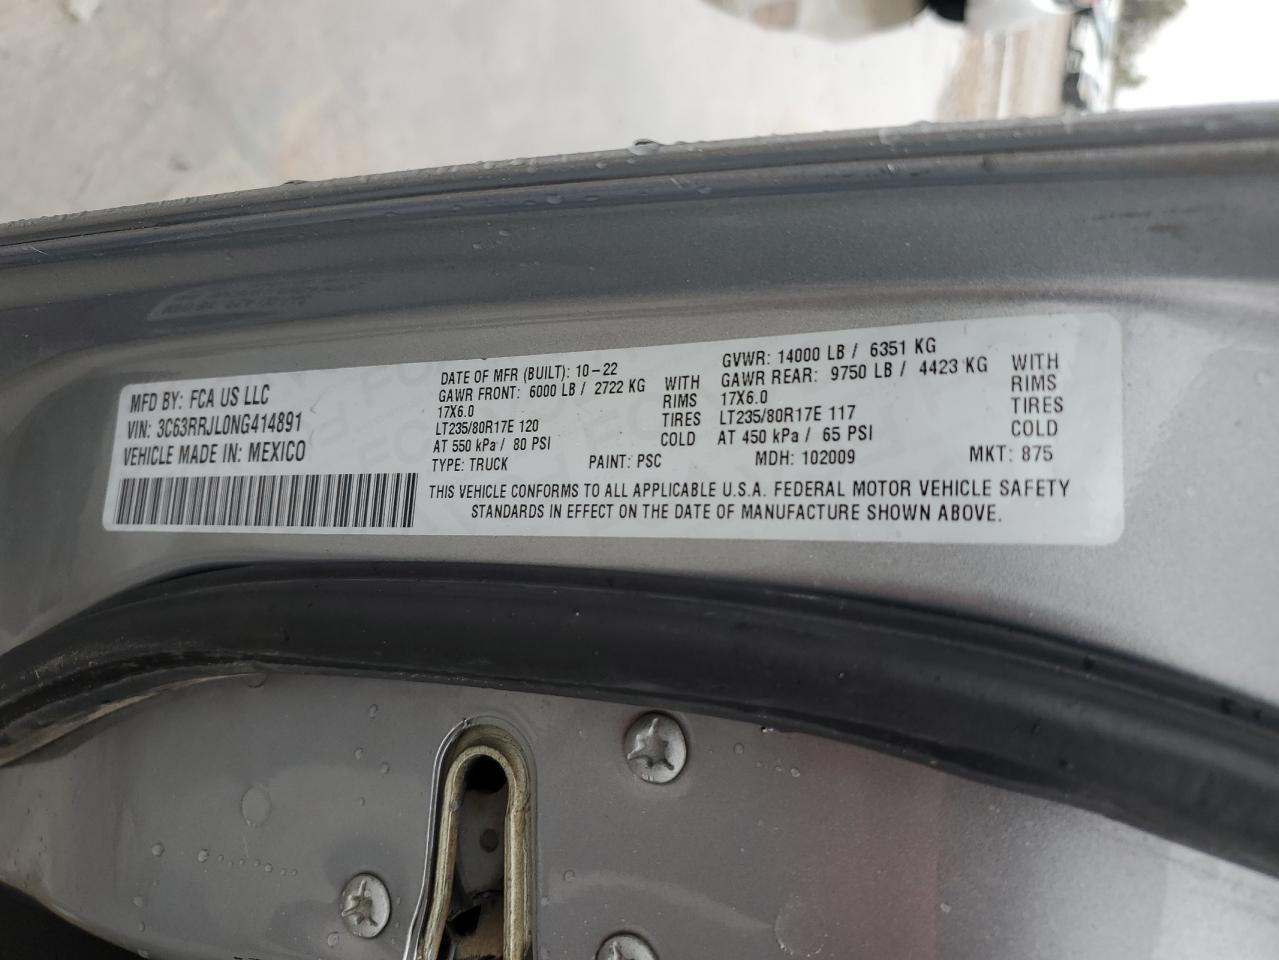 MFD BY: FCA US LLC
VIN: 3C63RRJL0NG414891
VEHICLE MADE IN: MEXICO
DATE OF MFR (BUILT): 10-22
GAWR FRONT: 6000 LB / 2722 KG WITH
17X6.0 RIMS
LT235/80R17E 120 TIRES
AT 550 kPa / 80 PSI COLD
GVWR: 14000 LB / 6351 KG
GAWR REAR: 9750 LB / 4423 KG WITH
17X6.0 RIMS
LT235/80R17E 117 TIRES
AT 450 kPa / 65 PSI COLD
TYPE: TRUCK PAINT: PSC MDH: 102009 MKT: 875
THIS VEHICLE CONFORMS TO ALL APPLICABLE U.S.A. FEDERAL MOTOR VEHICLE SAFETY
STANDARDS IN EFFECT ON THE DATE OF MANUFACTURE SHOWN ABOVE.